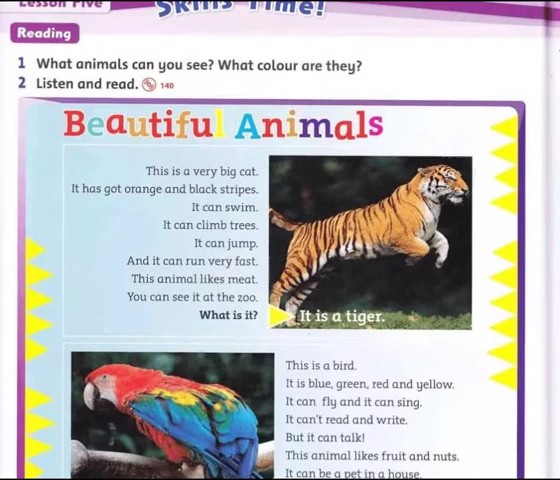 Lesson Five
Skills Time!
Reading
1 What animals can you see? What colour are they?
2 Listen and read. 140
Beautiful Animals
This is a very big cat.
It has got orange and black stripes.
It can swim.
It can climb trees.
It can jump.
And it can run very fast.
This animal likes meat.
You can see it at the zoo.
What is it?
It is a tiger.
This is a bird.
It is blue, green, red and yellow.
It can fly and it can sing.
It can't read and write.
But it can talk!
This animal likes fruit and nuts.
It can be a pet in a house.